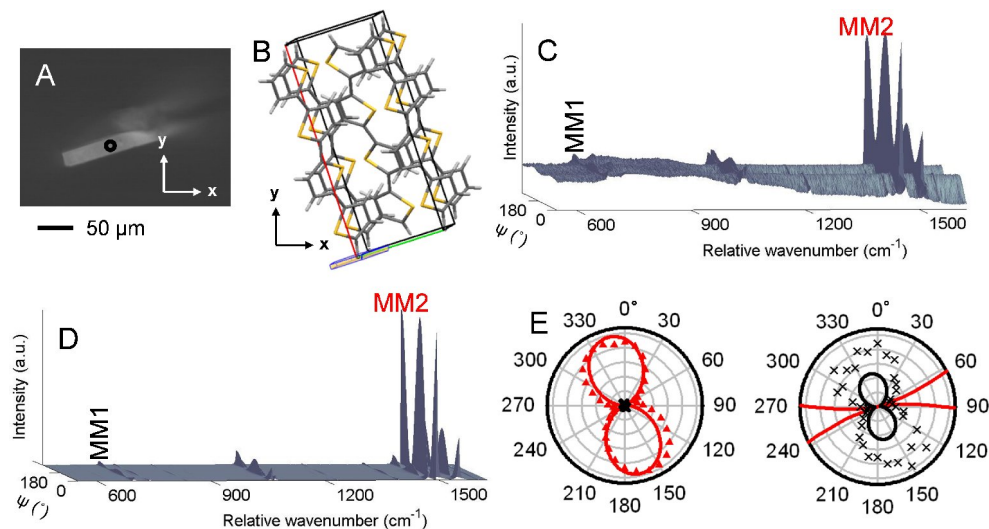 A
y
x
50 µm
B
y
x
C
MM2
MM1
Intensity (a.u.)
180
0
ψ (°)
600
900
1200
1500
Relative wavenumber (cm⁻¹)
D
MM2
MM1
Intensity (a.u.)
180
0
ψ (°)
600
900
1200
1500
Relative wavenumber (cm⁻¹)
E
0°
30
60
90
120
150
180
210
240
270
300
330
0°
30
60
90
120
150
180
210
240
270
300
330